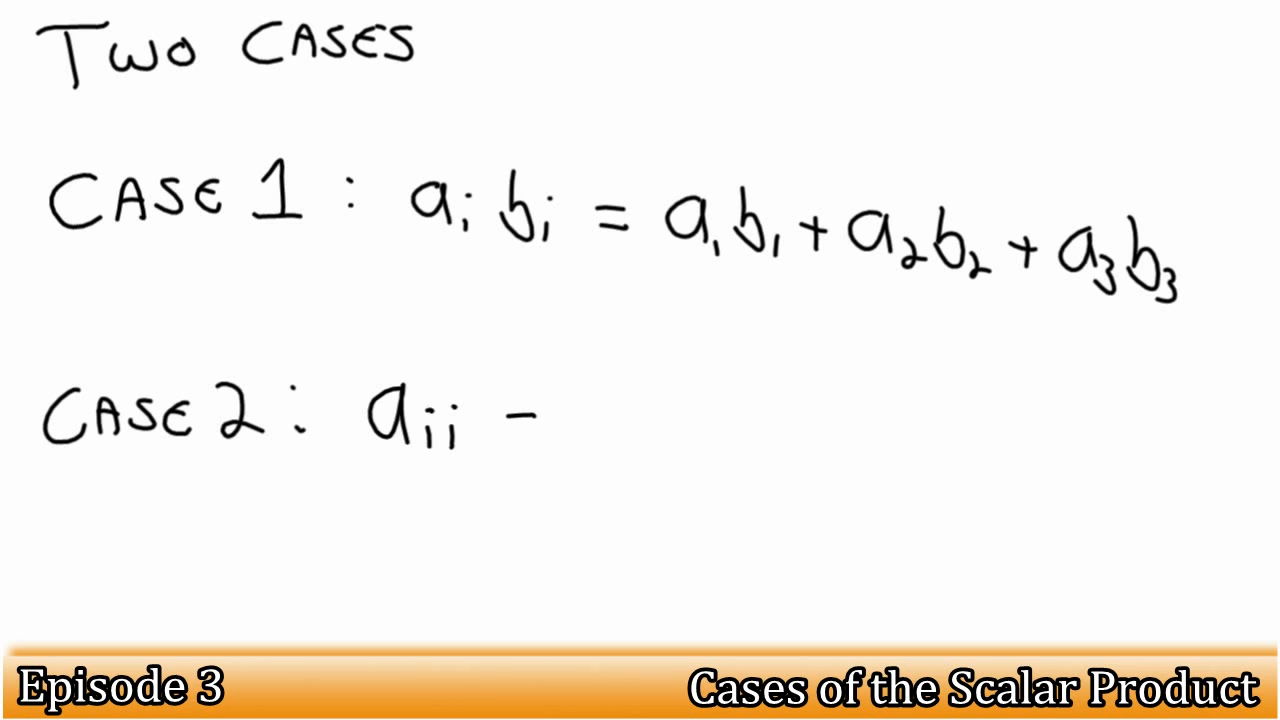 Two Cases
Case 1 : aᵢ bᵢ = a₁b₁ + a₂b₂ + a₃b₃
Case 2 : aᵢᵢ -
Episode 3
Cases of the Scalar Product